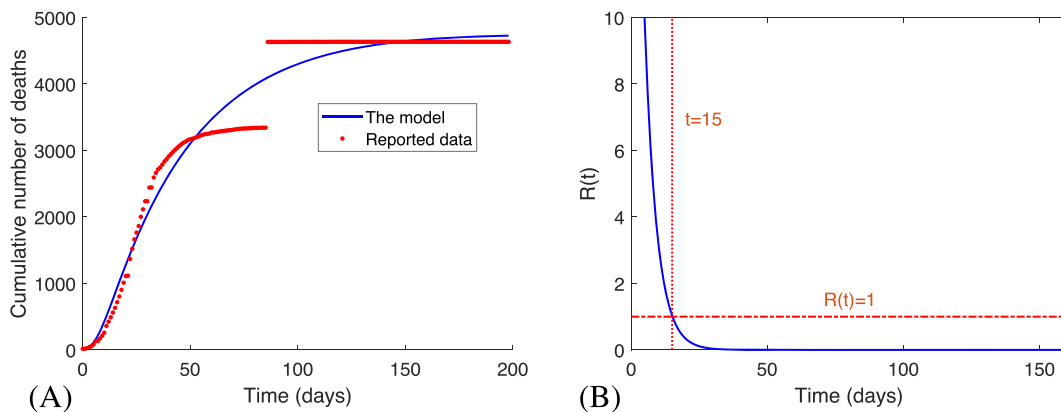 5000
4000
3000
2000
1000
0
Cumulative number of deaths
The model
Reported data
0
50
100
150
200
Time (days)
(A)
10
8
6
4
2
0
R(t)
t=15
R(t)=1
0
50
100
150
Time (days)
(B)